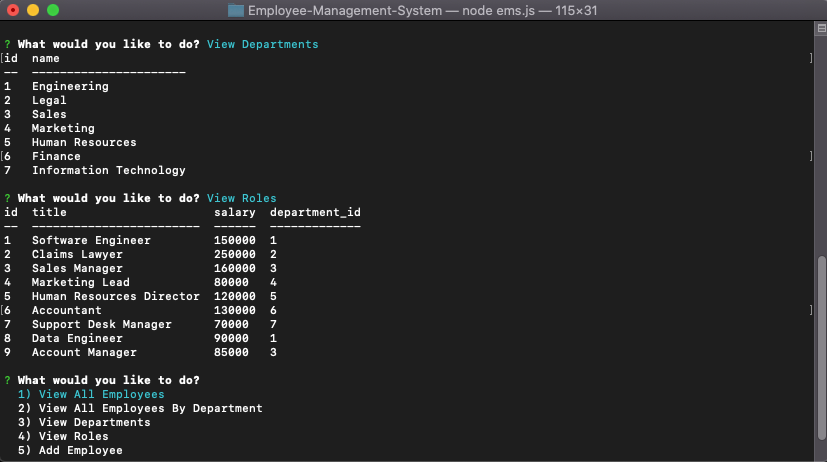 Employee-Management-System — node ems.js — 115×31
? What would you like to do? View Departments
[id  name ]
--  ----------------------
1   Engineering
2   Legal
3   Sales
4   Marketing
5   Human Resources
[6   Finance ]
7   Information Technology
? What would you like to do? View Roles
id  title                     salary  department_id
--  ------------------------  ------  -------------
1   Software Engineer         150000  1
2   Claims Lawyer             250000  2
3   Sales Manager             160000  3
4   Marketing Lead            80000   4
5   Human Resources Director  120000  5
[6   Accountant                130000  6 ]
7   Support Desk Manager      70000   7
8   Data Engineer             90000   1
9   Account Manager           85000   3
? What would you like to do?
1) View All Employees
2) View All Employees By Department
3) View Departments
4) View Roles
5) Add Employee